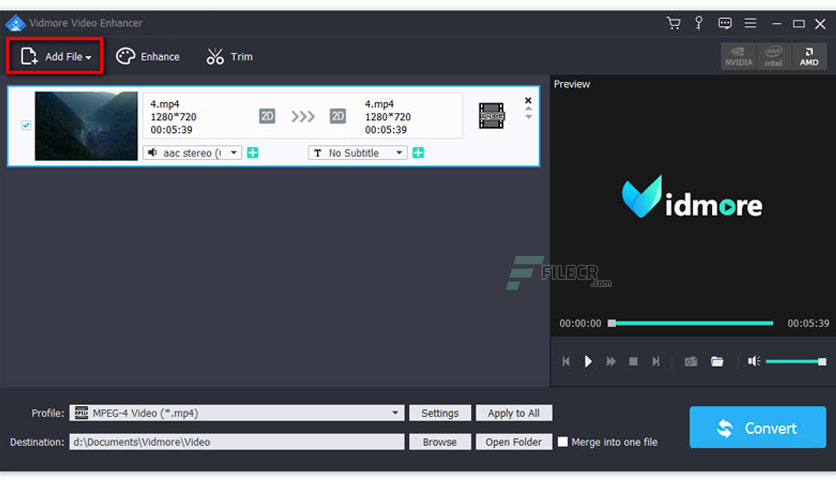 Vidmore Video Enhancer
Add File
Enhance
Trim
NVIDIA
intel
AMD
4.mp4
1280*720
00:05:39
2D
2D
4.mp4
1280*720
00:05:39
aac stereo (
No Subtitle
Preview
idmore
FILECR
.com
00:00:00
00:05:39
Profile:
MPEG-4 Video (*.mp4)
Settings
Apply to All
Destination:
d:\Documents\Vidmore\Video
Browse
Open Folder
Merge into one file
Convert